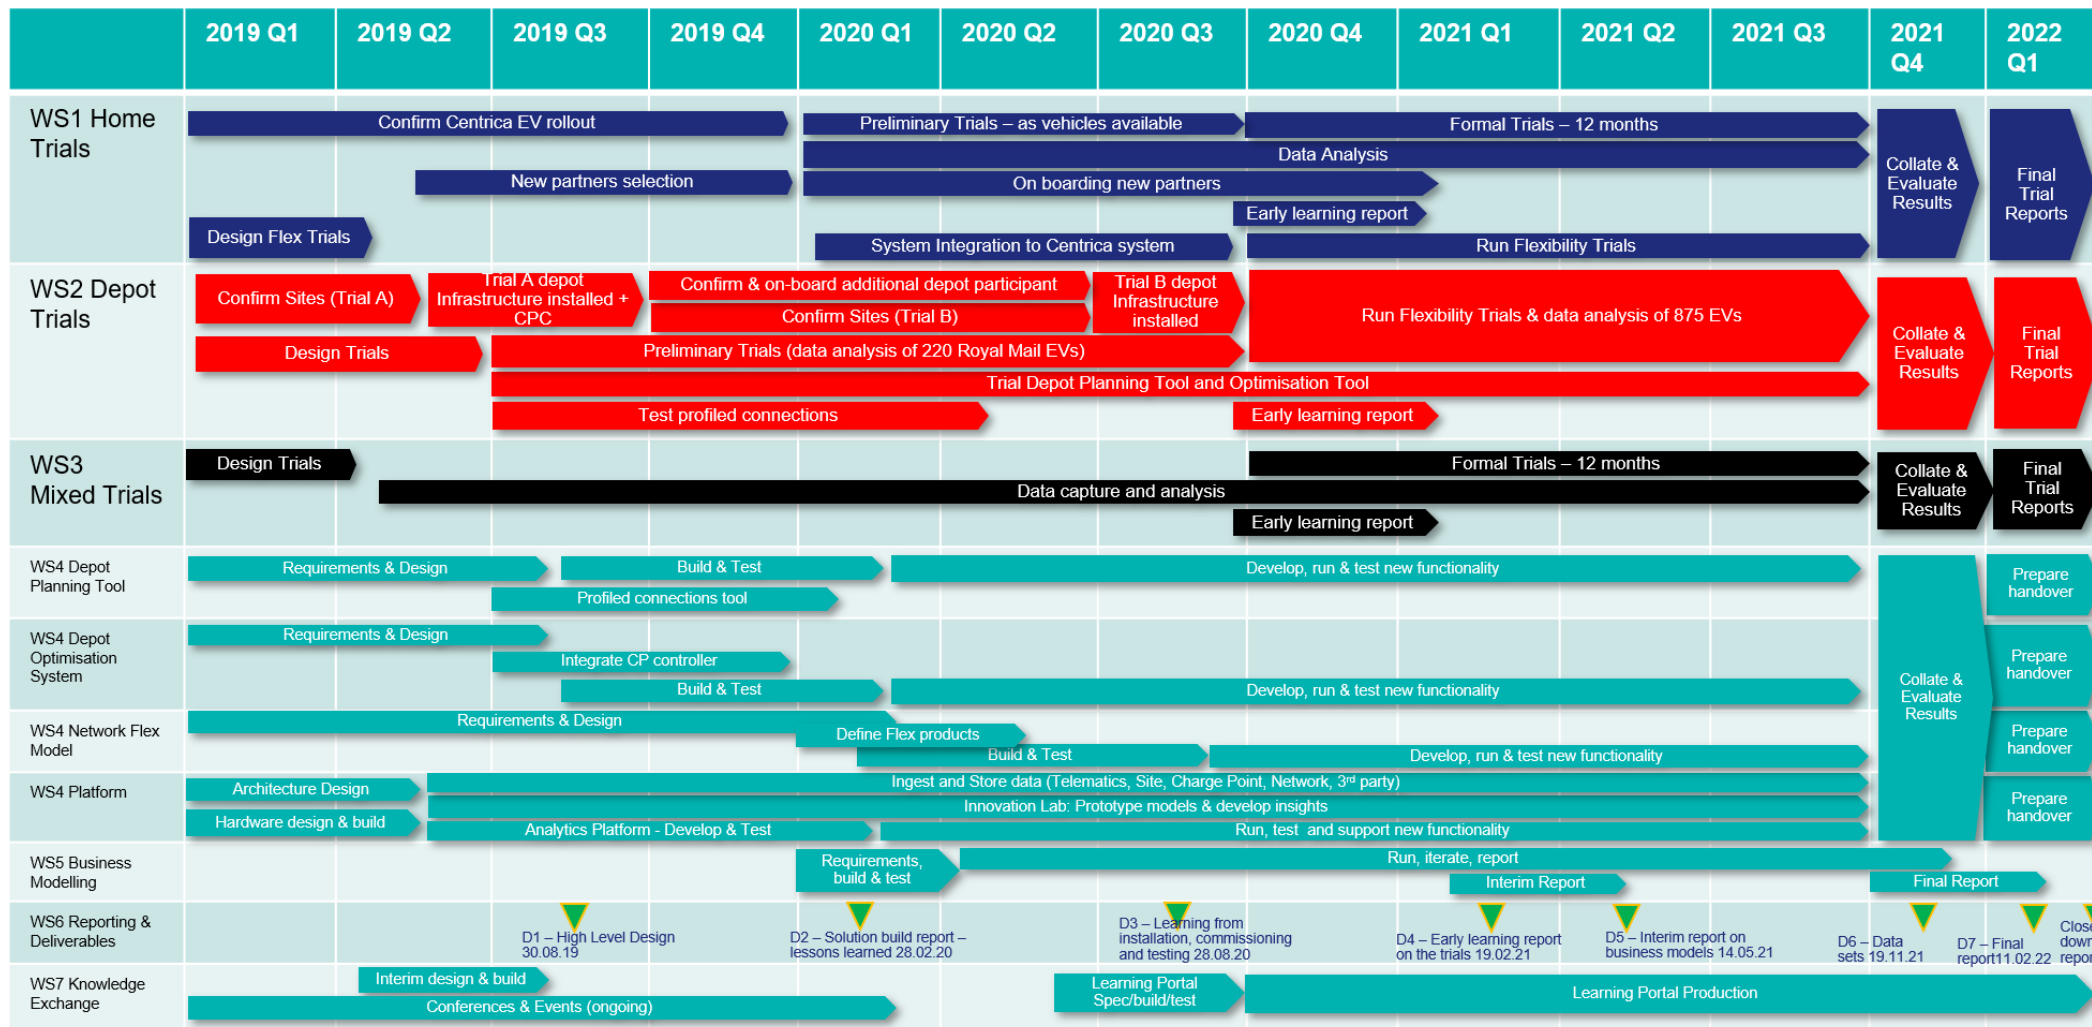 2019 Q1
2019 Q2
2019 Q3
2019 Q4
2020 Q1
2020 Q2
2020 Q3
2020 Q4
2021 Q1
2021 Q2
2021 Q3
2021
Q4
2022
Q1
WS1 Home
Trials
Confirm Centrica EV rollout
Preliminary Trials – as vehicles available
Formal Trials – 12 months
Data Analysis
New partners selection
On boarding new partners
Early learning report
Design Flex Trials
System Integration to Centrica system
Run Flexibility Trials
Collate &
Evaluate
Results
Final
Trial
Reports
WS2 Depot
Trials
Confirm Sites (Trial A)
Trial A depot
Infrastructure installed +
CPC
Confirm & on-board additional depot participant
Confirm Sites (Trial B)
Trial B depot
Infrastructure
installed
Run Flexibility Trials & data analysis of 875 EVs
Design Trials
Preliminary Trials (data analysis of 220 Royal Mail EVs)
Trial Depot Planning Tool and Optimisation Tool
Test profiled connections
Early learning report
Collate &
Evaluate
Results
Final
Trial
Reports
WS3
Mixed Trials
Design Trials
Formal Trials – 12 months
Data capture and analysis
Early learning report
Collate &
Evaluate
Results
Final
Trial
Reports
WS4 Depot
Planning Tool
Requirements & Design
Build & Test
Develop, run & test new functionality
Profiled connections tool
Prepare
handover
WS4 Depot
Optimisation
System
Requirements & Design
Integrate CP controller
Build & Test
Develop, run & test new functionality
Collate &
Evaluate
Results
Prepare
handover
WS4 Network Flex
Model
Requirements & Design
Define Flex products
Build & Test
Develop, run & test new functionality
Prepare
handover
WS4 Platform
Architecture Design
Ingest and Store data (Telematics, Site, Charge Point, Network, 3rd party)
Innovation Lab: Prototype models & develop insights
Hardware design & build
Analytics Platform - Develop & Test
Run, test and support new functionality
Prepare
handover
WS5 Business
Modelling
Requirements,
build & test
Run, iterate, report
Interim Report
Final Report
WS6 Reporting &
Deliverables
D1 – High Level Design
30.08.19
D2 – Solution build report –
lessons learned 28.02.20
D3 – Learning from
installation, commissioning
and testing 28.08.20
D4 – Early learning report
on the trials 19.02.21
D5 – Interim report on
business models 14.05.21
D6 – Data
sets 19.11.21
D7 – Final
report11.02.22
Close
down
repor
WS7 Knowledge
Exchange
Interim design & build
Conferences & Events (ongoing)
Learning Portal
Spec/build/test
Learning Portal Production